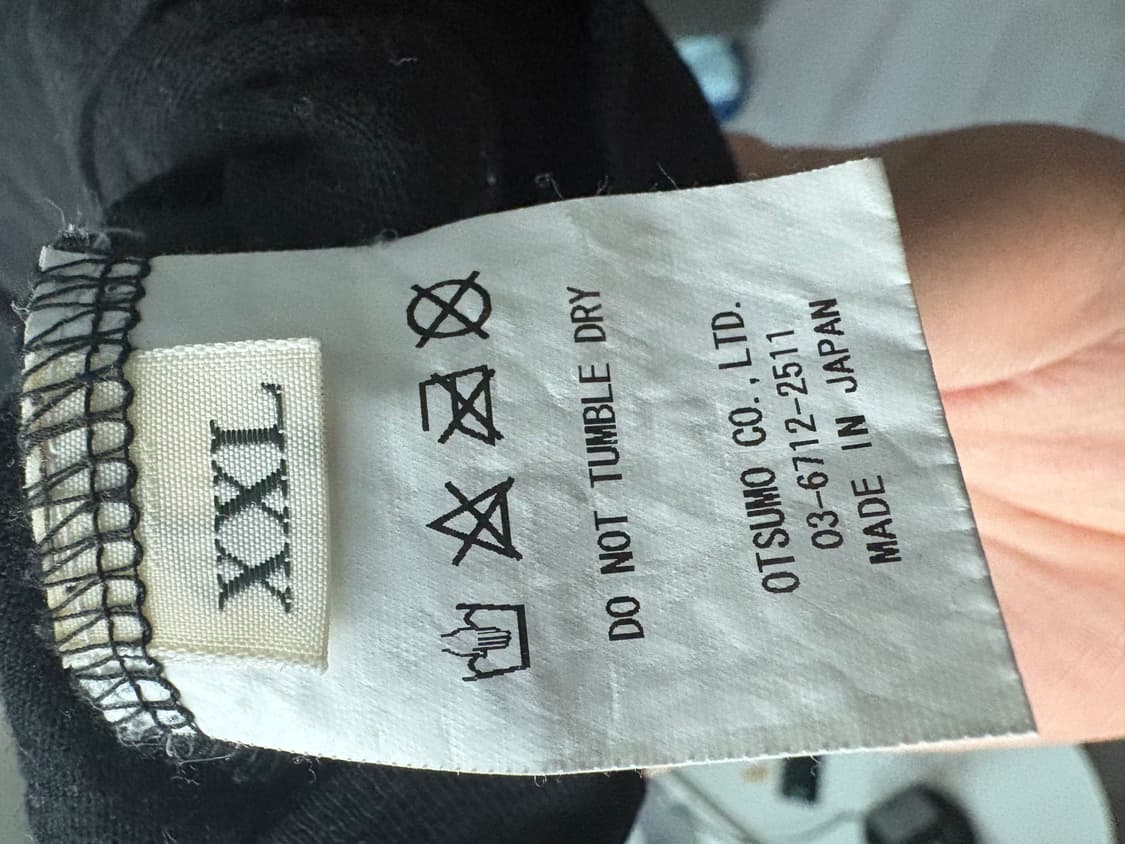 XXL
DO NOT TUMBLE DRY
OTSUMO CO., LTD.
03-6712-2511
MADE IN JAPAN